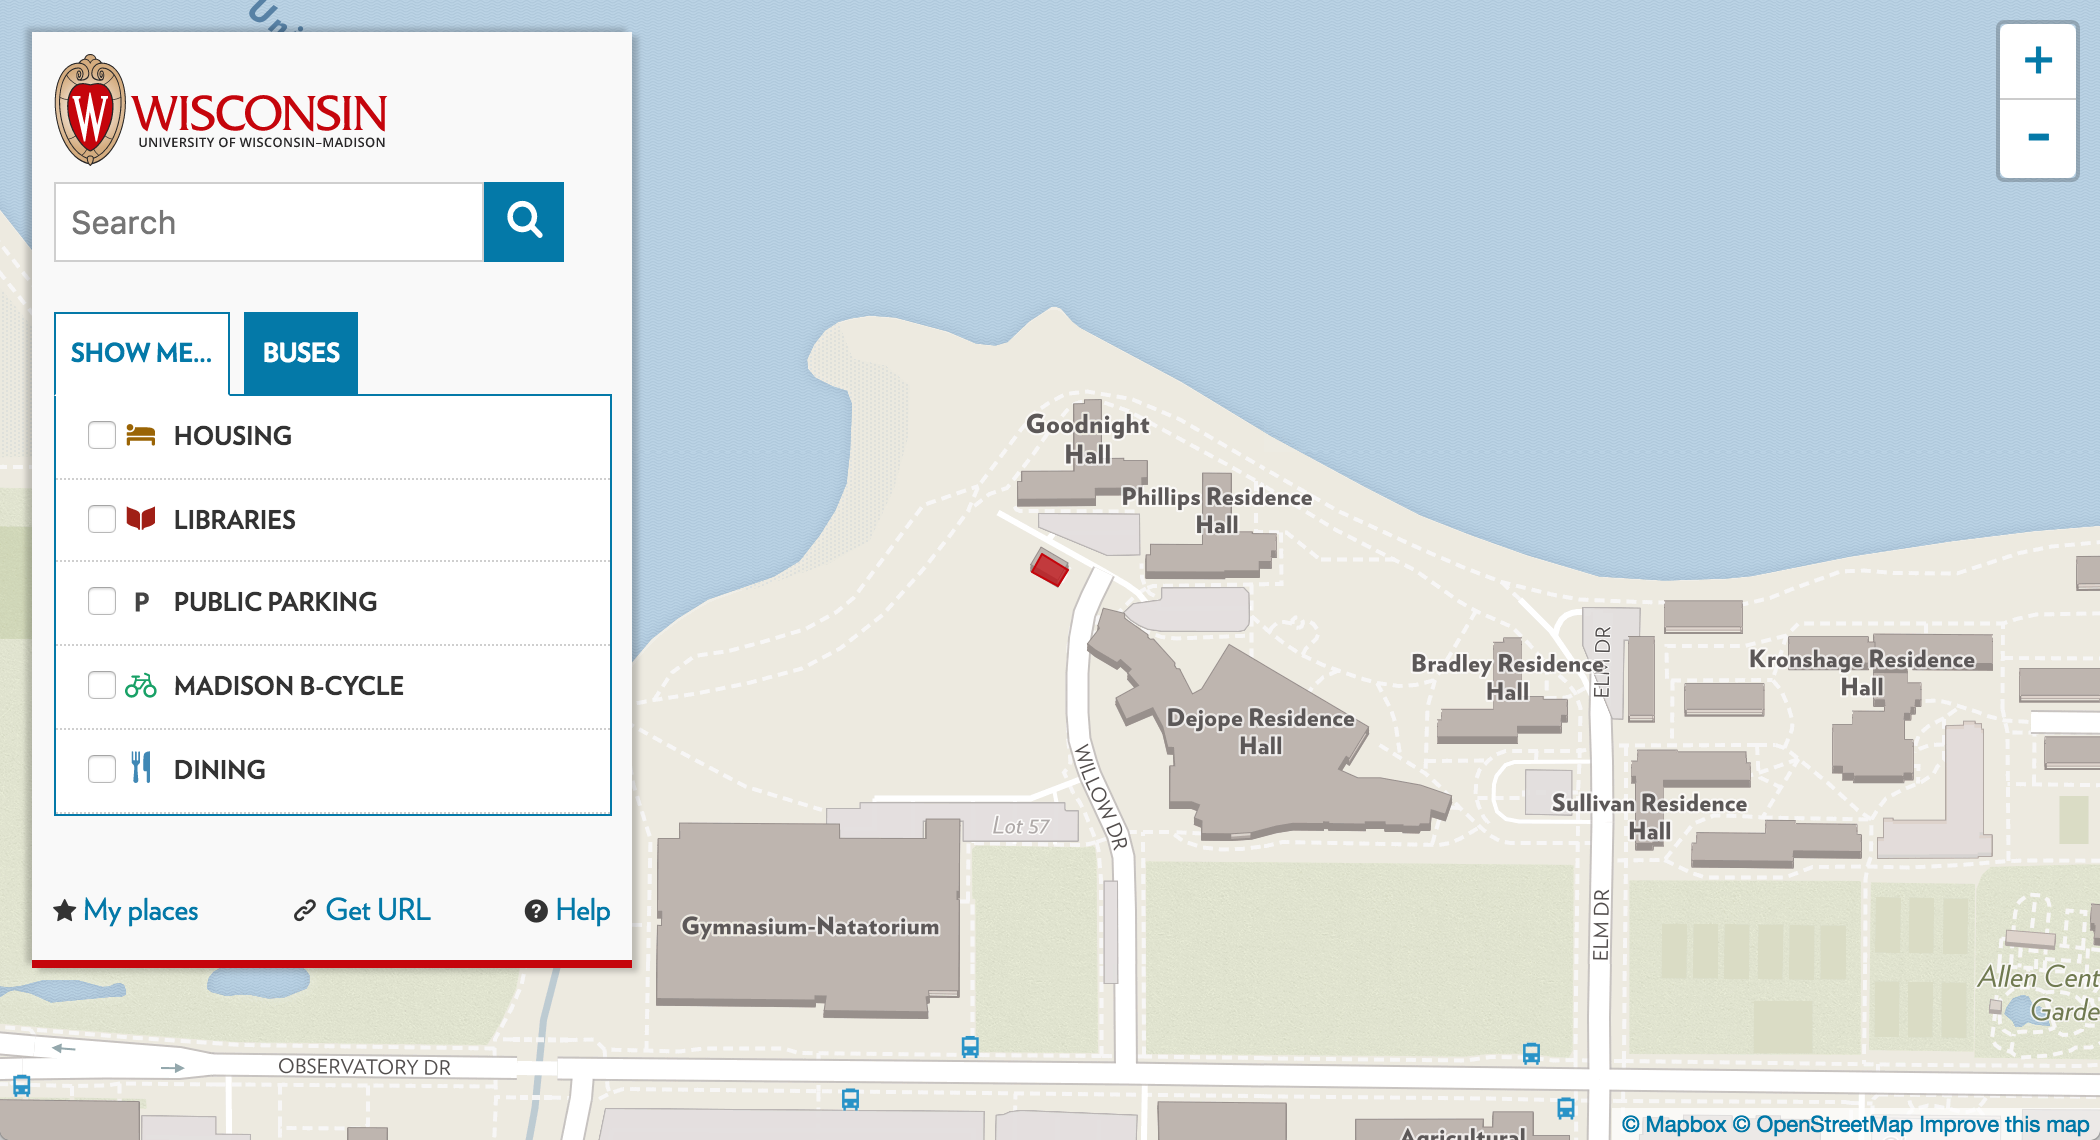 Uni
W WISCONSIN
UNIVERSITY OF WISCONSIN–MADISON
Search
SHOW ME...
BUSES
HOUSING
LIBRARIES
P PUBLIC PARKING
MADISON B-CYCLE
DINING
My places
Get URL
? Help
+
-
Goodnight
Hall
Phillips Residence
Hall
Bradley Residence
Hall
ELM DR
Kronshage Residence
Hall
Dejope Residence
Hall
WILLOW DR
Sullivan Residence
Hall
Lot 57
Gymnasium-Natatorium
ELM DR
Allen Cent
Garde
OBSERVATORY DR
Agricultural
© Mapbox © OpenStreetMap Improve this map